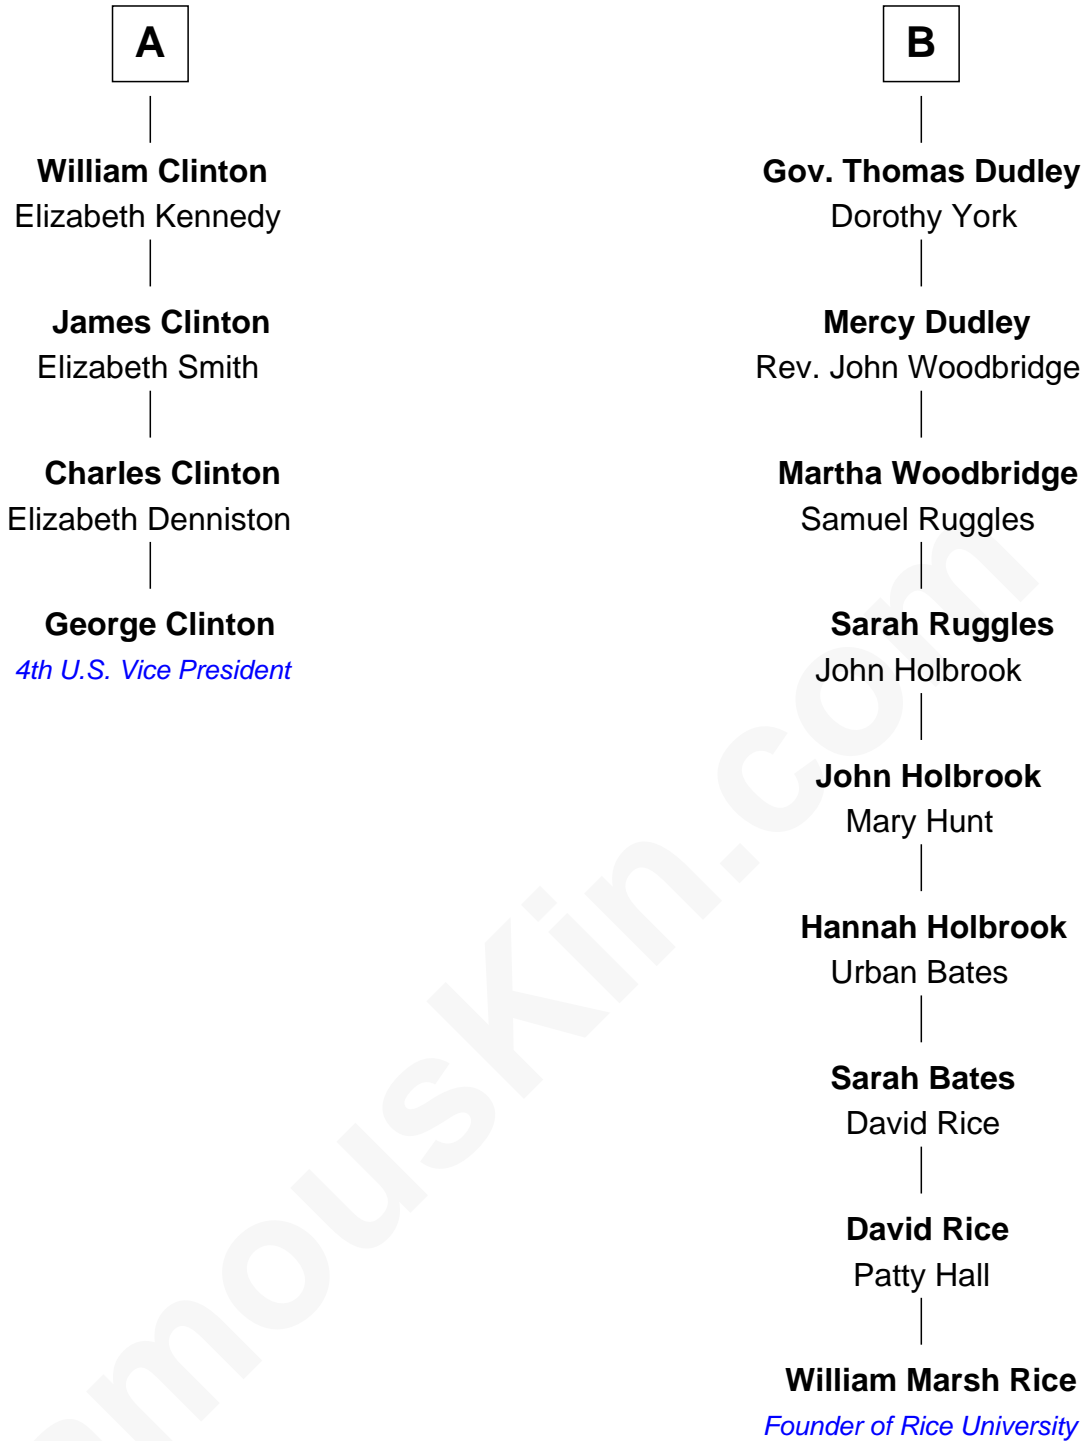 A
William Clinton
Elizabeth Kennedy
James Clinton
Elizabeth Smith
Charles Clinton
Elizabeth Denniston
George Clinton
4th U.S. Vice President
B
Gov. Thomas Dudley
Dorothy York
Mercy Dudley
Rev. John Woodbridge
Martha Woodbridge
Samuel Ruggles
Sarah Ruggles
John Holbrook
John Holbrook
Mary Hunt
Hannah Holbrook
Urban Bates
Sarah Bates
David Rice
David Rice
Patty Hall
William Marsh Rice
Founder of Rice University
amouskin.com